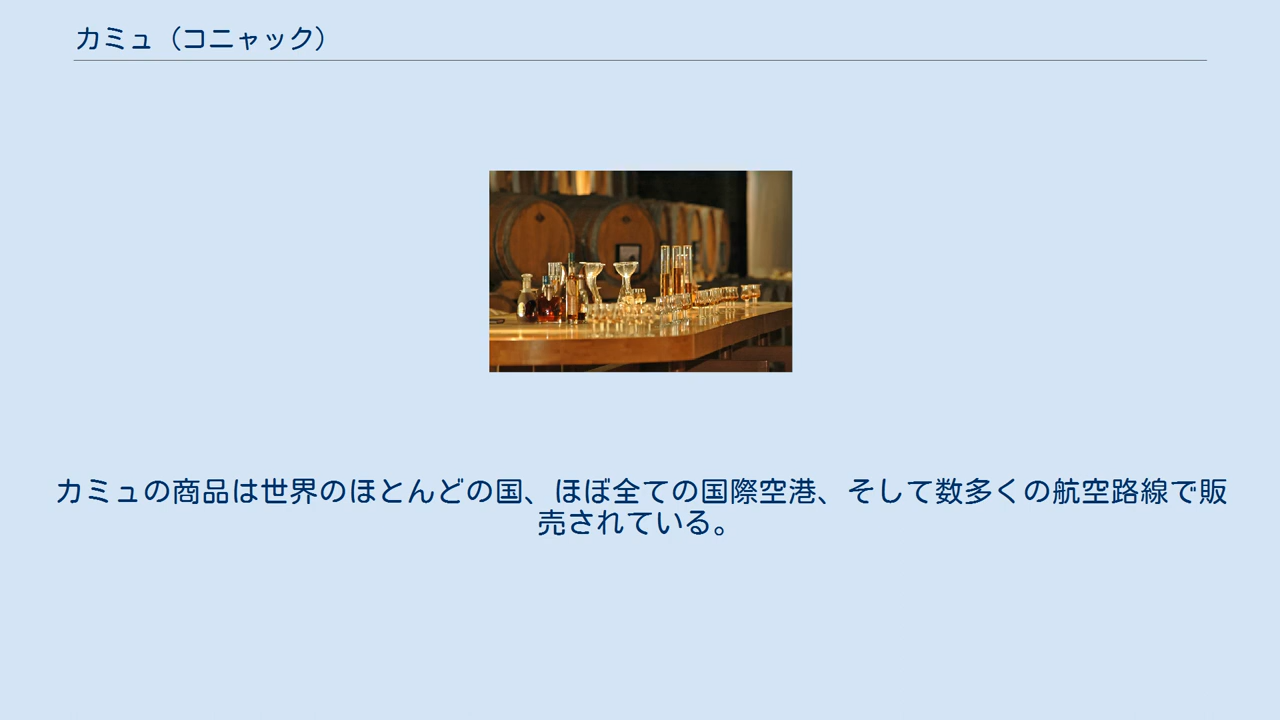 カミュ（コニャック）
カミュの商品は世界のほとんどの国、ほぼ全ての国際空港、そして数多くの航空路線で販
売されている。